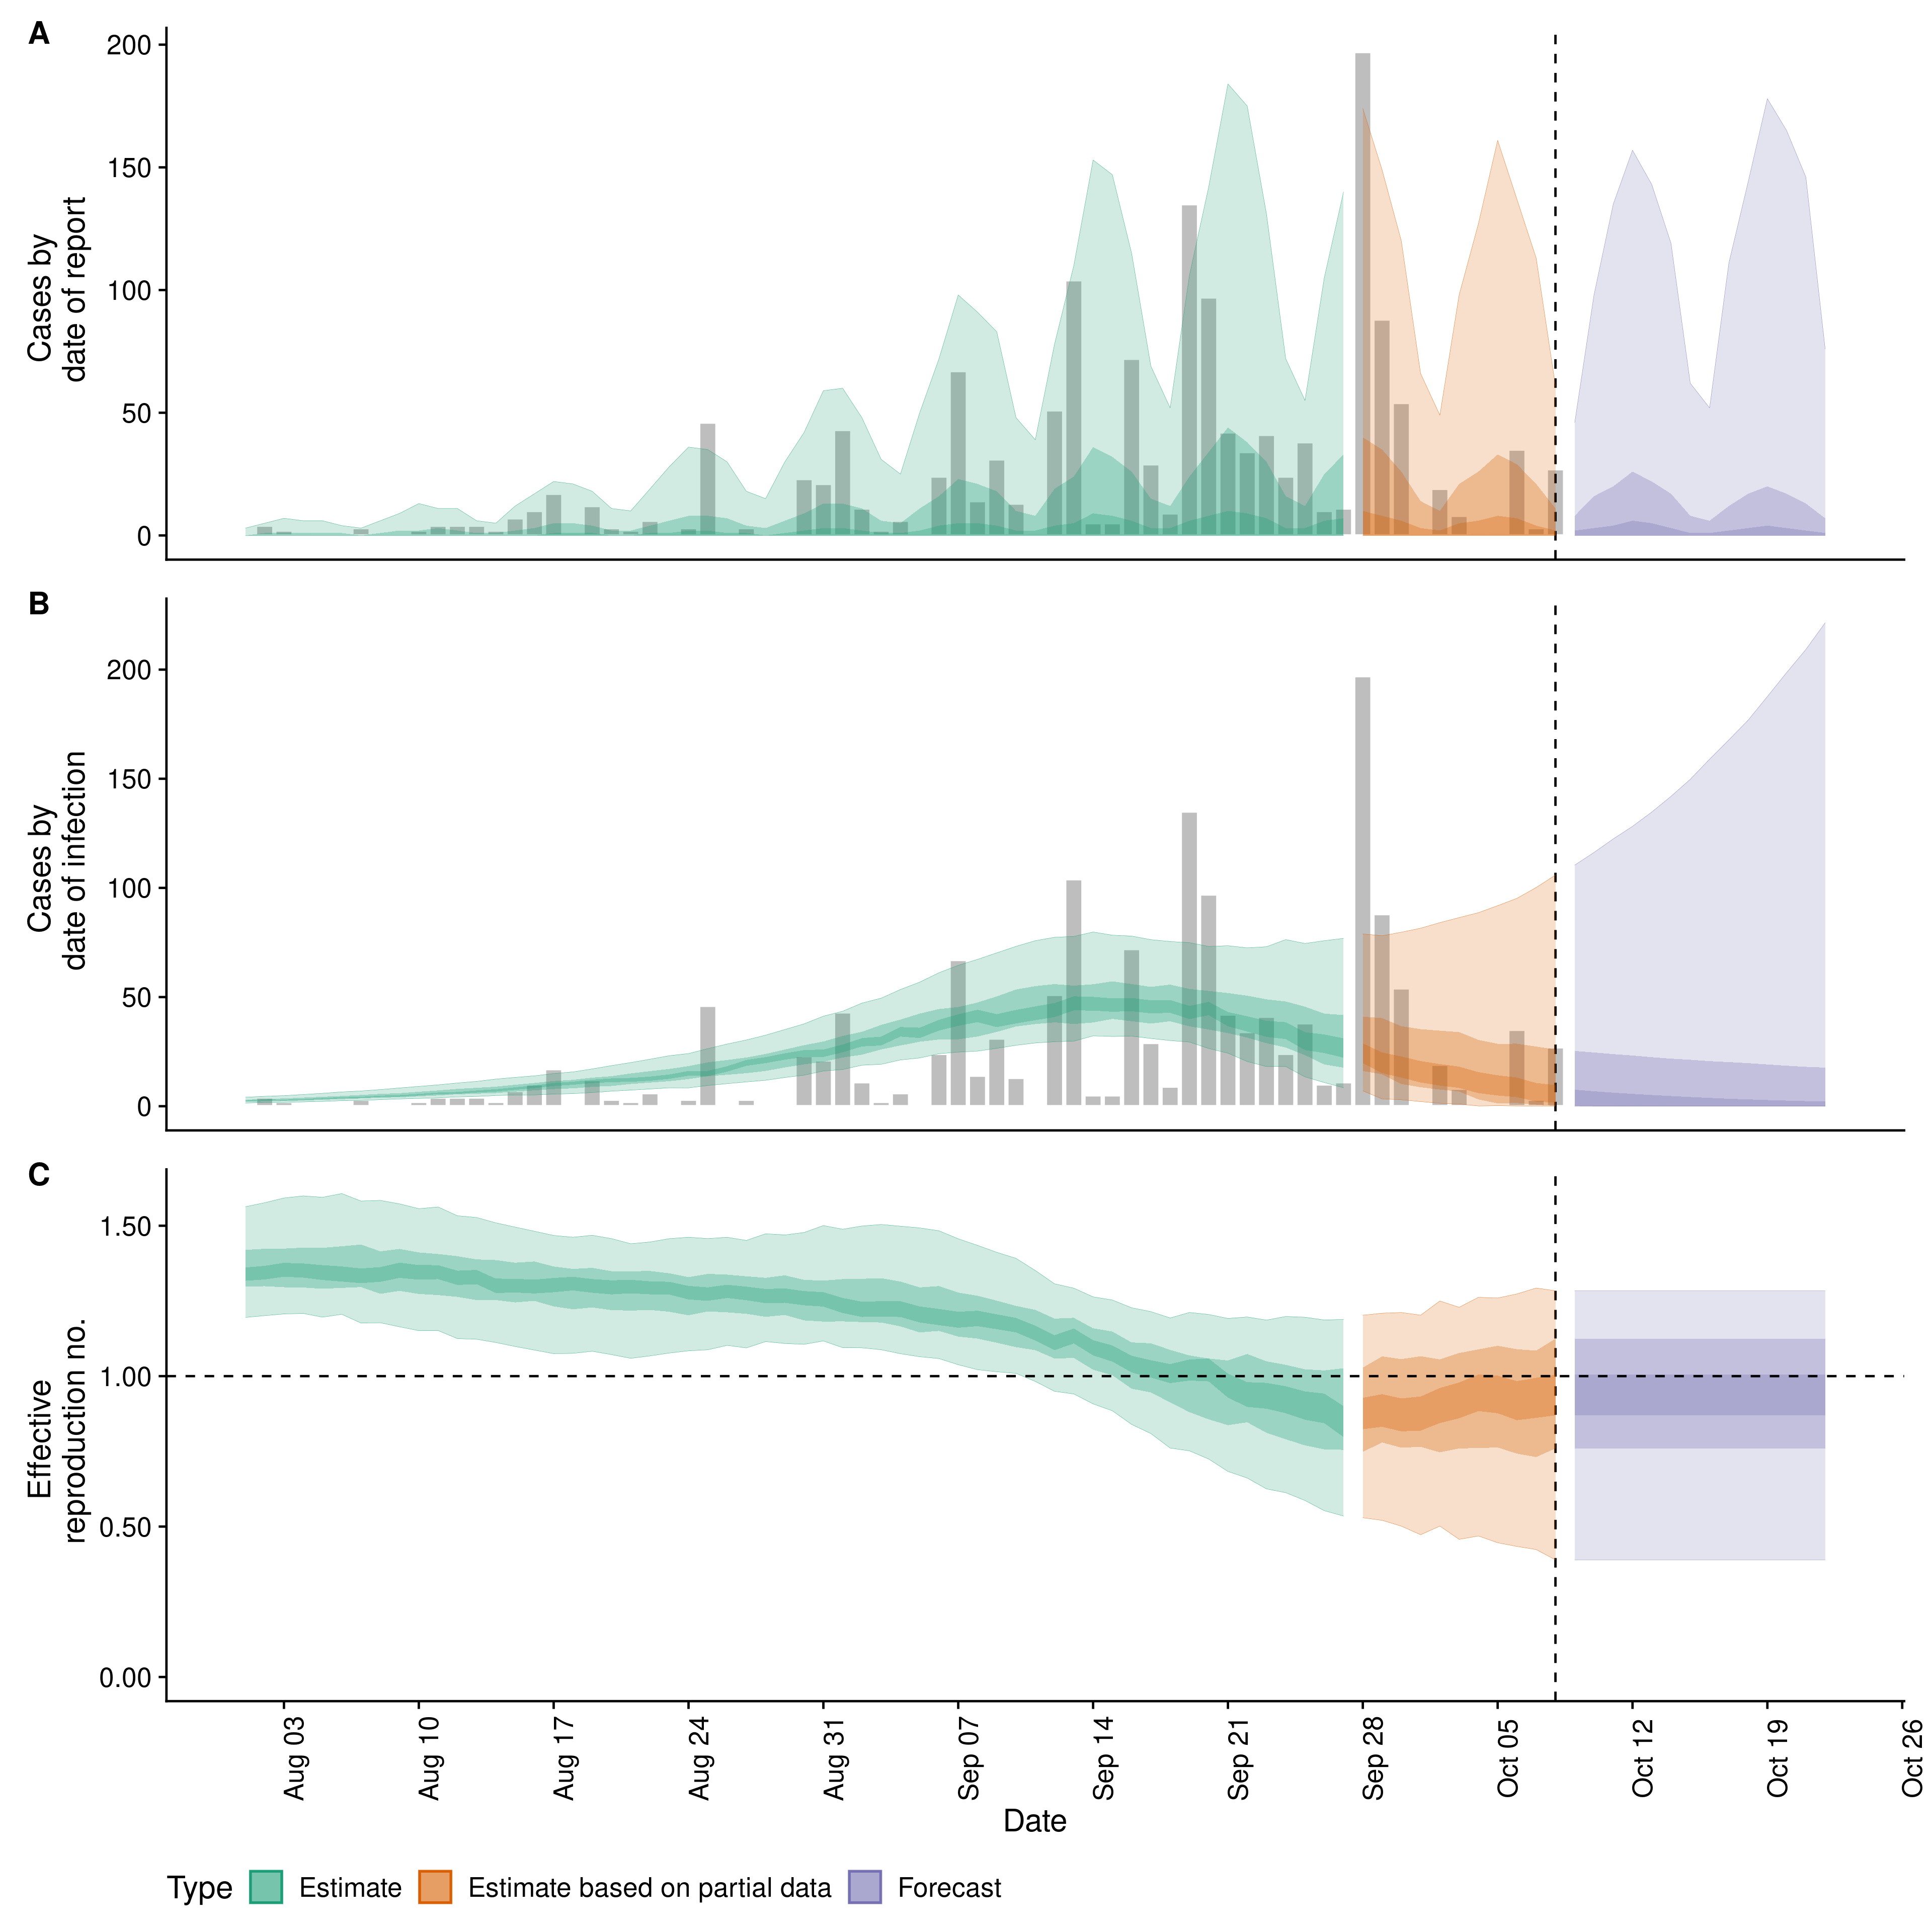 A
200
150
100
50
0
Cases by
date of report
B
200
150
100
50
0
Cases by
date of infection
C
1.50
1.00
0.50
0.00
Effective
reproduction no.
Aug 03
Aug 10
Aug 17
Aug 24
Aug 31
Sep 07
Sep 14
Sep 21
Sep 28
Oct 05
Oct 12
Oct 19
Oct 26
Date
Type Estimate Estimate based on partial data Forecast